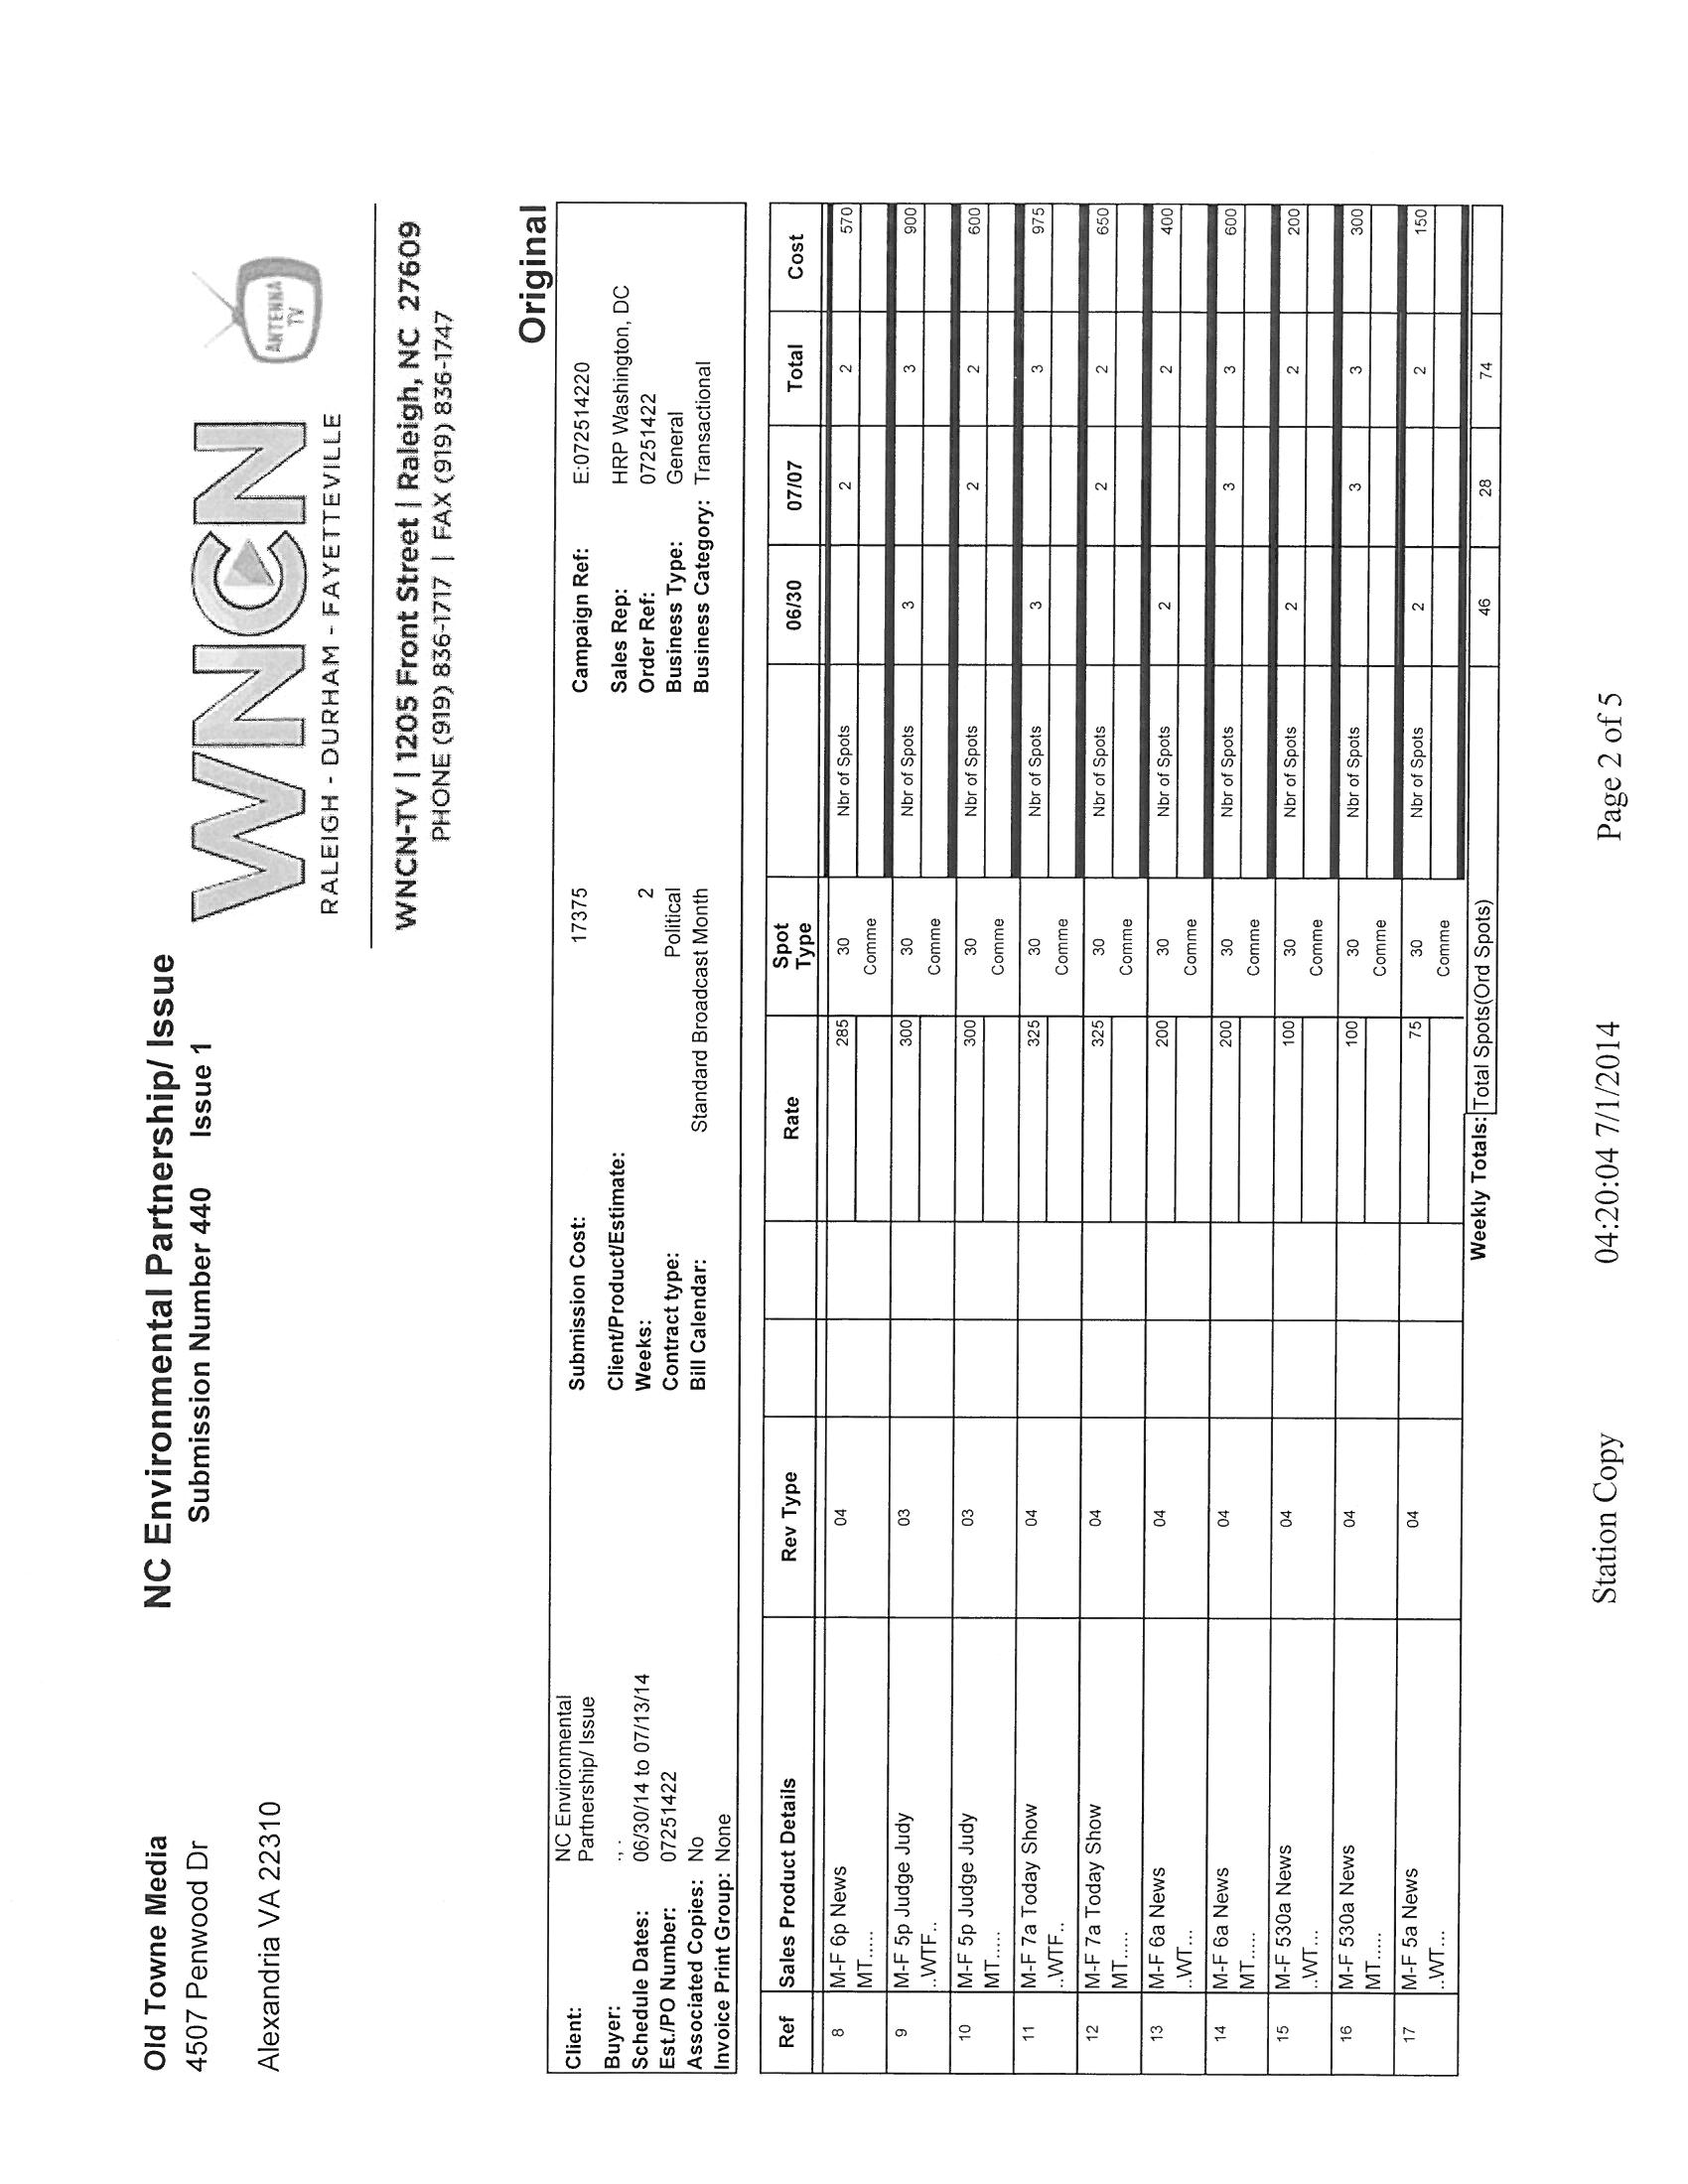 Old Towne Media
4507 Penwood Dr
Alexandria VA 22310
NC Environmental Partnership/ Issue
Submission Number 440 Issue 1
WNCN
ANTENNA TV
RALEIGH - DURHAM - FAYETTEVILLE
WNCN-TV | 1205 Front Street | Raleigh, NC 27609
PHONE (919) 836-1717 | FAX (919) 836-1747
Original
Client: NC Environmental Partnership/ Issue
Submission Cost: 17375
Campaign Ref: E:072514220
Buyer: ., .
Client/Product/Estimate:
Sales Rep: HRP Washington, DC
Schedule Dates: 06/30/14 to 07/13/14
Weeks: 2
Order Ref: 07251422
Est./PO Number: 07251422
Contract type: Political
Business Type: General
Associated Copies: No
Bill Calendar: Standard Broadcast Month
Business Category: Transactional
Invoice Print Group: None
Ref Sales Product Details Rev Type Rate Spot Type 06/30 07/07 Total Cost
8 M-F 6p News 04 285 30 Nbr of Spots 2 2 570
MT..... Comme
9 M-F 5p Judge Judy 03 300 30 Nbr of Spots 3 3 900
..WTF.. Comme
10 M-F 5p Judge Judy 03 300 30 Nbr of Spots 2 2 600
MT..... Comme
11 M-F 7a Today Show 04 325 30 Nbr of Spots 3 3 975
..WTF.. Comme
12 M-F 7a Today Show 04 325 30 Nbr of Spots 2 2 650
MT..... Comme
13 M-F 6a News 04 200 30 Nbr of Spots 2 2 400
..WT... Comme
14 M-F 6a News 04 200 30 Nbr of Spots 3 3 600
MT..... Comme
15 M-F 530a News 04 100 30 Nbr of Spots 2 2 200
..WT... Comme
16 M-F 530a News 04 100 30 Nbr of Spots 3 3 300
MT..... Comme
17 M-F 5a News 04 75 30 Nbr of Spots 2 2 150
..WT... Comme
Weekly Totals: Total Spots(Ord Spots) 46 28 74
Station Copy 04:20:04 7/1/2014 Page 2 of 5